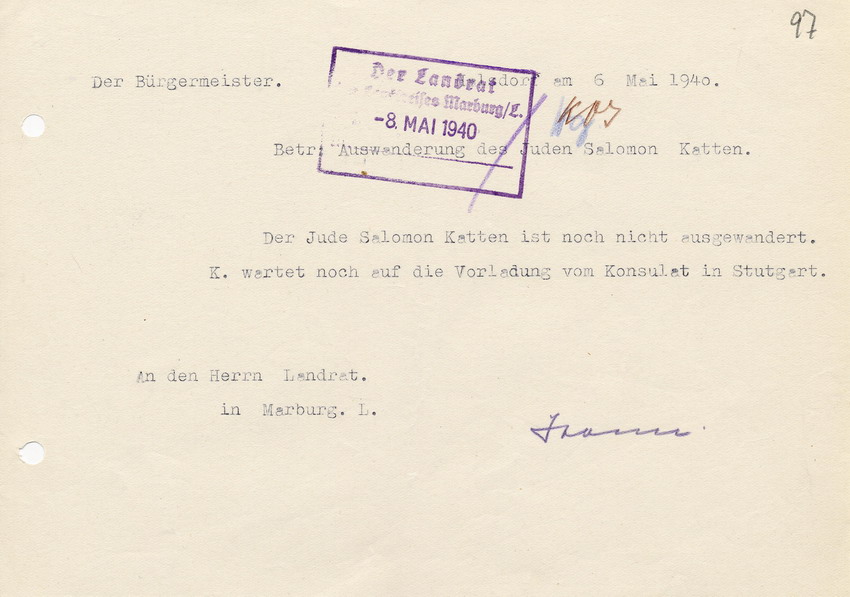 97
Der Bürgermeister. am 6 Mai 1940.
Der Landrat
Marburg/L.
-8. MAI 1940
Betr. Auswanderung des Juden Salomon Katten.
Der Jude Salomon Katten ist noch nicht ausgewandert.
K. wartet noch auf die Vorladung vom Konsulat in Stutgart.
An den Herrn Landrat.
in Marburg. L.